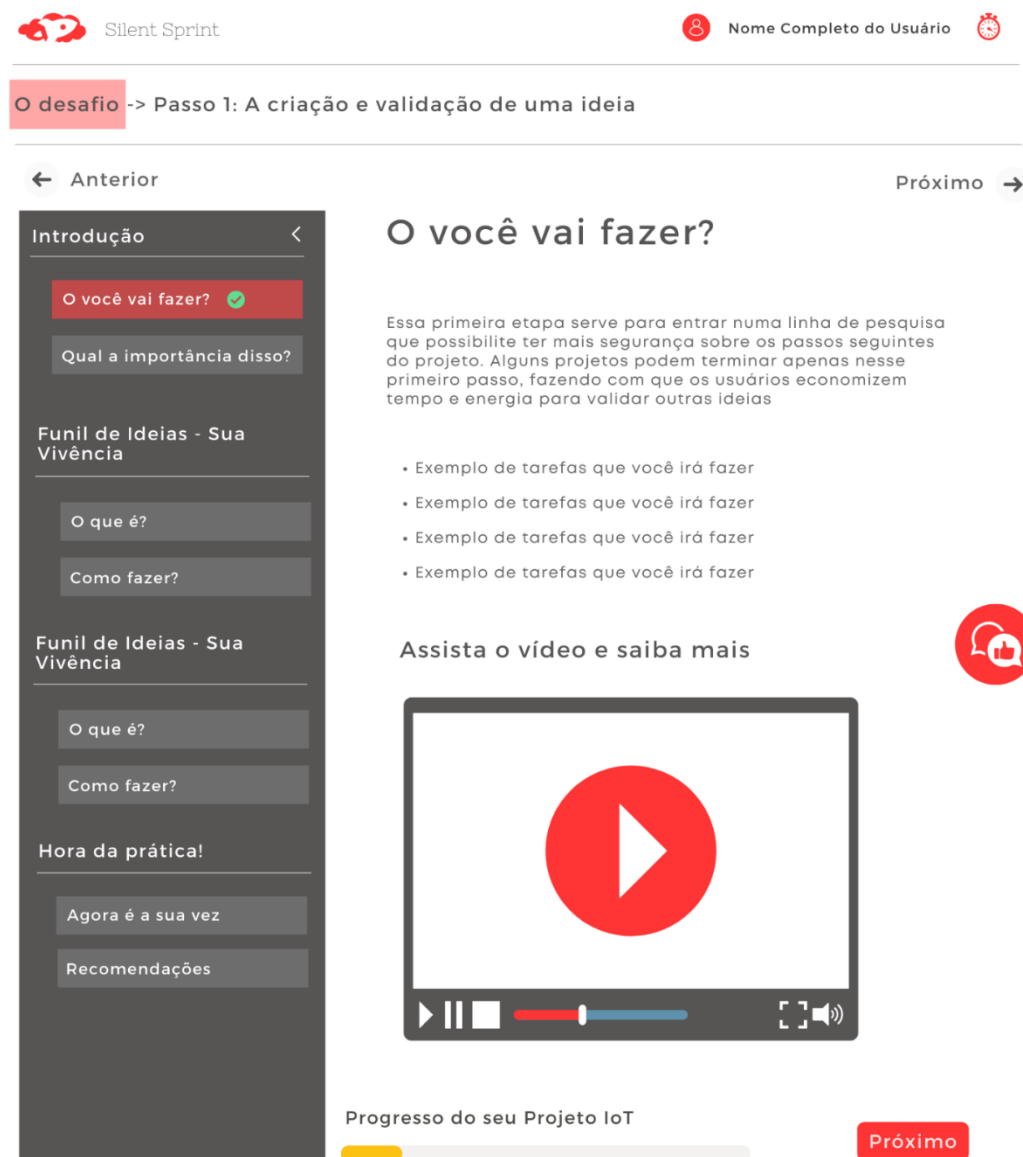 Silent Sprint
Nome Completo do Usuário
O desafio -> Passo 1: A criação e validação de uma ideia
Anterior
Próximo
Introdução
O você vai fazer?
Qual a importância disso?
Funil de Ideias - Sua
Vivência
O que é?
Como fazer?
Funil de Ideias - Sua
Vivência
O que é?
Como fazer?
Hora da prática!
Agora é a sua vez
Recomendações
O você vai fazer?
Essa primeira etapa serve para entrar numa linha de pesquisa
que possibilite ter mais segurança sobre os passos seguintes
do projeto. Alguns projetos podem terminar apenas nesse
primeiro passo, fazendo com que os usuários economizem
tempo e energia para validar outras ideias
• Exemplo de tarefas que você irá fazer
• Exemplo de tarefas que você irá fazer
• Exemplo de tarefas que você irá fazer
• Exemplo de tarefas que você irá fazer
Assista o vídeo e saiba mais
Progresso do seu Projeto IoT
Próximo